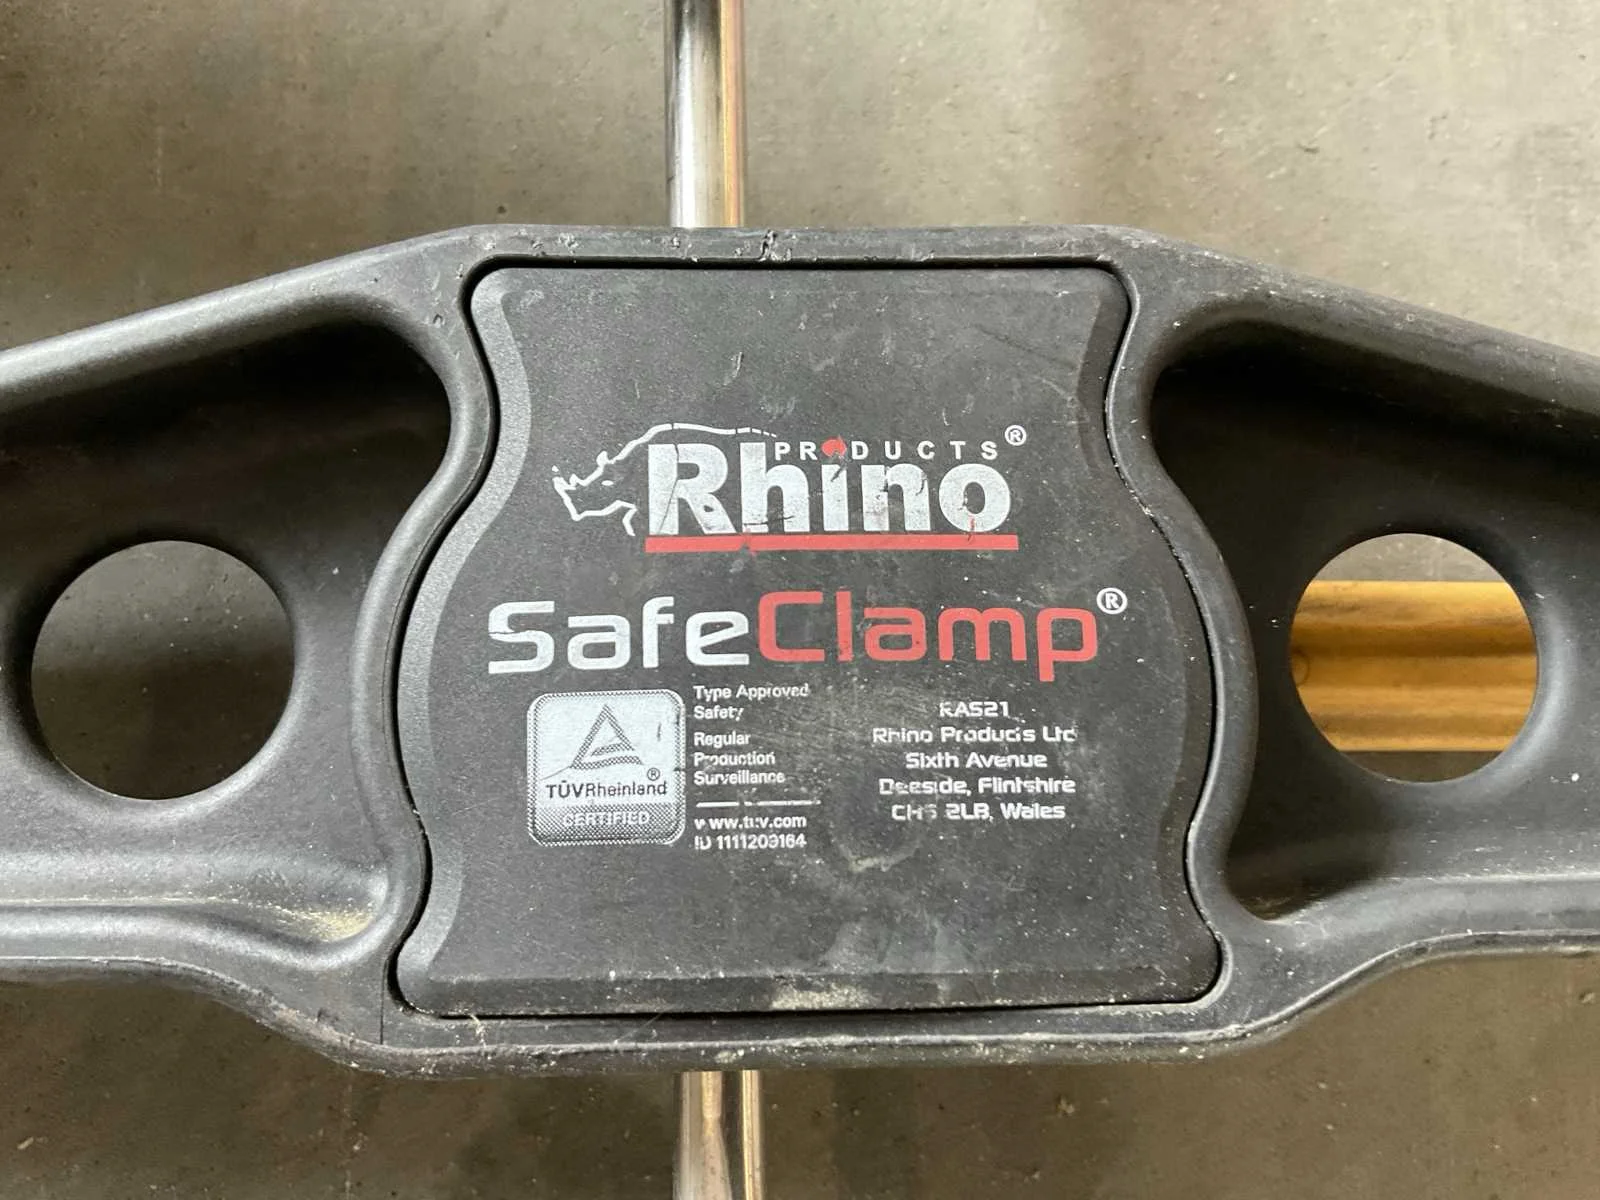 Rhino PRODUCTS®
SafeClamp®
Type Approved
Safety
Regular
Production
Surveillance
www.tuv.com
ID 1111209164
TÜVRheinland®
CERTIFIED
RAS21
Rhino Products Ltd
Sixth Avenue
Deeside, Flintshire
CH5 2LB, Wales